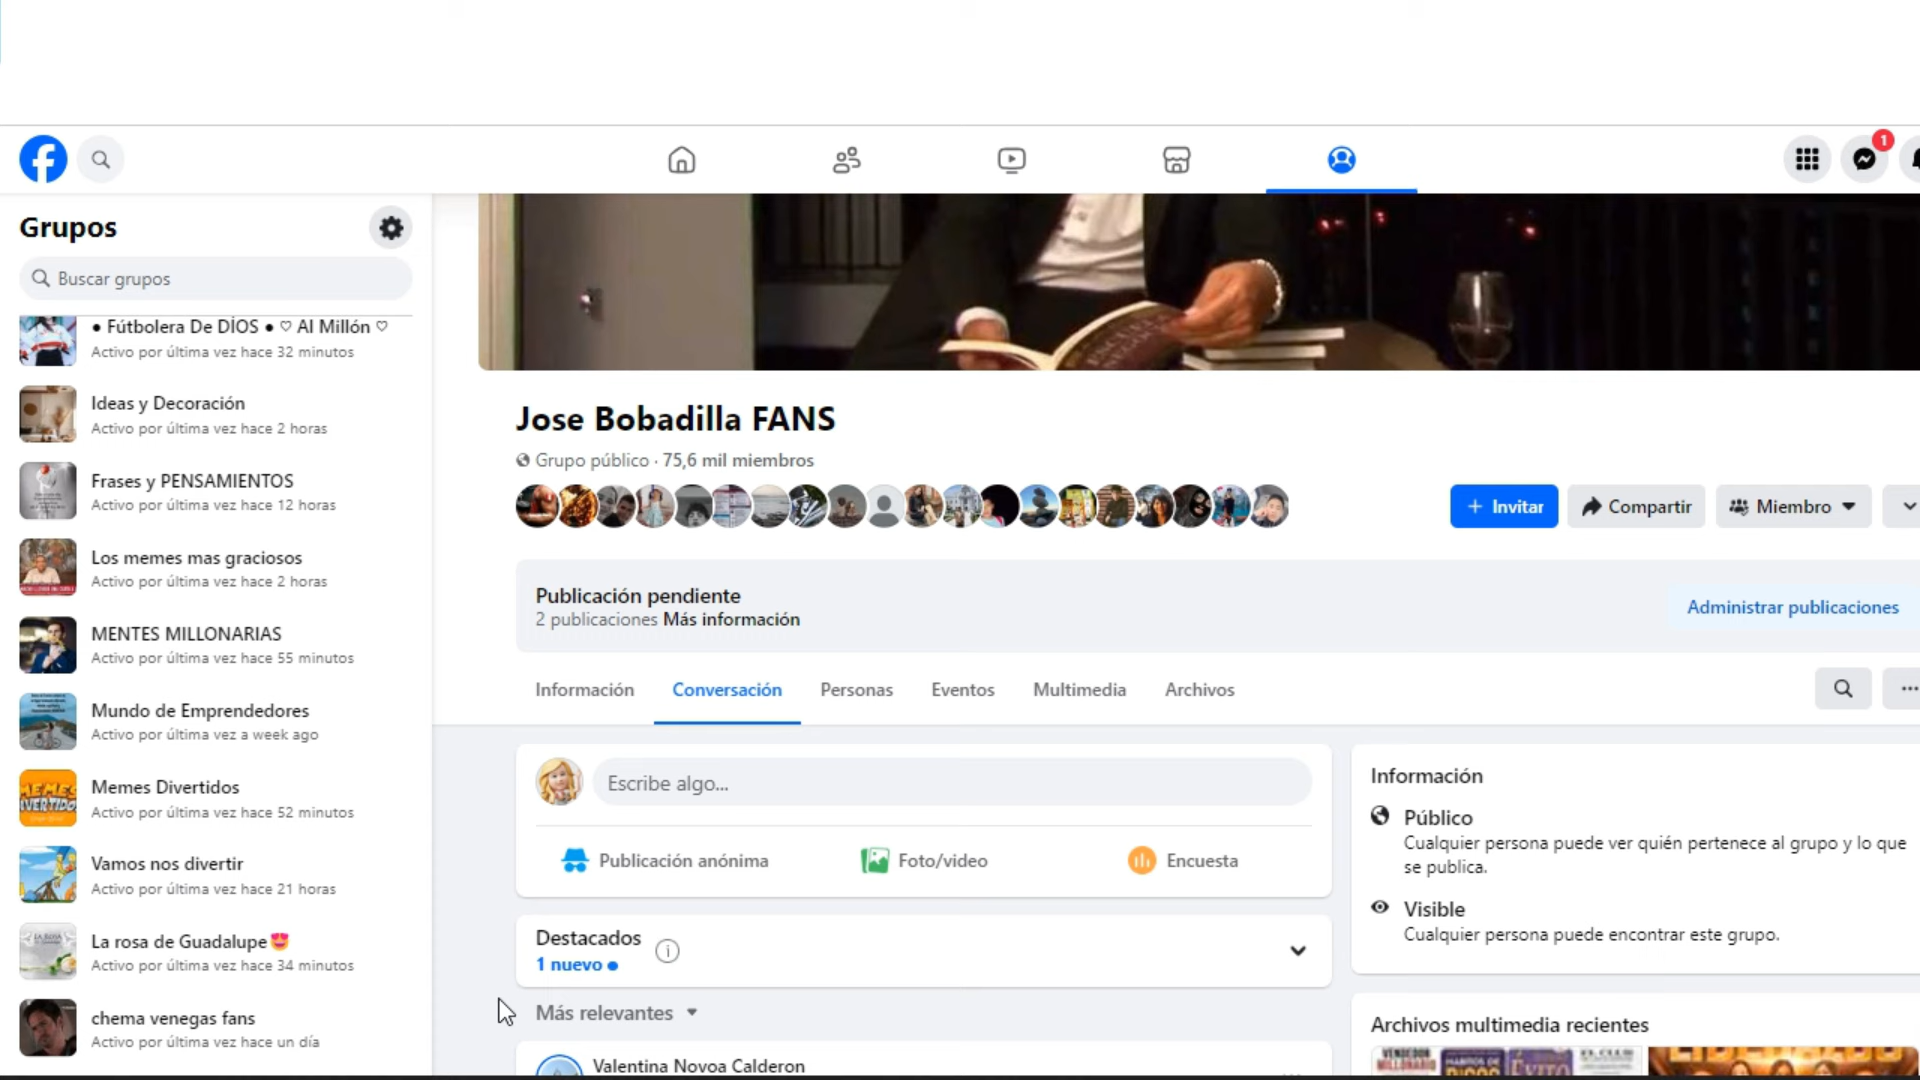 1
Grupos
Buscar grupos
● Fútbolera De DÍOS ● ♡ Al Millón ♡
Activo por última vez hace 32 minutos
Ideas y Decoración
Activo por última vez hace 2 horas
Frases y PENSAMIENTOS
Activo por última vez hace 12 horas
Los memes mas graciosos
Activo por última vez hace 2 horas
MENTES MILLONARIAS
Activo por última vez hace 55 minutos
Mundo de Emprendedores
Activo por última vez a week ago
Memes Divertidos
Activo por última vez hace 52 minutos
Vamos nos divertir
Activo por última vez hace 21 horas
La rosa de Guadalupe😍
Activo por última vez hace 34 minutos
chema venegas fans
Activo por última vez hace un día
Jose Bobadilla FANS
Grupo público · 75,6 mil miembros
+ Invitar
Compartir
Miembro
Publicación pendiente
2 publicaciones Más información
Administrar publicaciones
Información
Conversación
Personas
Eventos
Multimedia
Archivos
Escribe algo...
Publicación anónima
Foto/video
Encuesta
Destacados
1 nuevo
Más relevantes
Valentina Novoa Calderon
Información
Público
Cualquier persona puede ver quién pertenece al grupo y lo que
se publica.
Visible
Cualquier persona puede encontrar este grupo.
Archivos multimedia recientes
VENDEDOR
MILLONARIO
ÉXITO